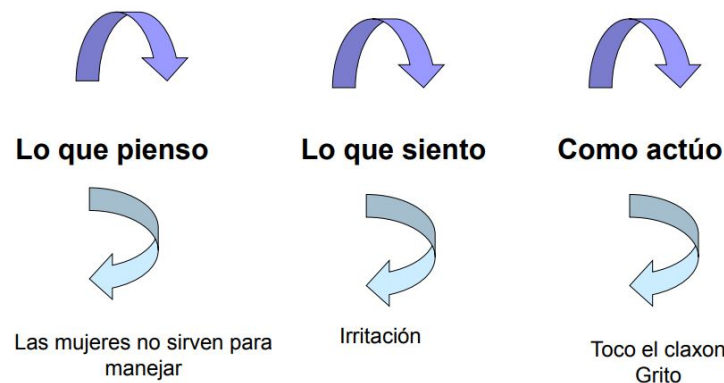 Lo que pienso
Lo que siento
Como actúo
Las mujeres no sirven para
manejar
Irritación
Toco el claxon
Grito